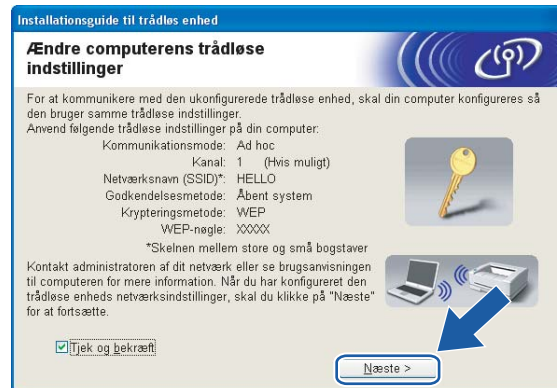 Installationsguide til trådløs enhed
Ændre computerens trådløse
indstillinger
For at kommunikere med den ukonfigurerede trådløse enhed, skal din computer konfigureres så
den bruger samme trådløse indstillinger.
Anvend følgende trådløse indstillinger på din computer:
Kommunikationsmode: Ad hoc
Kanal: 1 (Hvis muligt)
Netværksnavn (SSID)*: HELLO
Godkendelsesmetode: Åbent system
Krypteringsmetode: WEP
WEP-nøgle: XXXXX
*Skelnen mellem store og små bogstaver
Kontakt administratoren af dit netværk eller se brugsanvisningen
til computeren for mere information. Når du har konfigureret den
trådløse enheds netværksindstillinger, skal du klikke på "Næste"
for at fortsætte.
Tjek og bekræft
Næste >